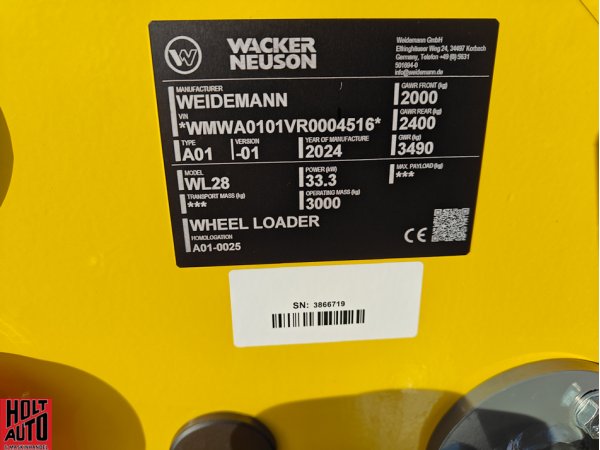 WACKER
NEUSON
Weidemann GmbH
Elfringhäuser Weg 24, 34497 Korbach
Germany, Telefon +49 (0) 5631
501694-0
info@weidemann.de
MANUFACTURER
WEIDEMANN
VIN
*WMWA0101VR0004516*
TYPE VERSION YEAR OF MANUFACTURE
A01 -01 2024
GAWR FRONT (kg)
2000
GAWR REAR (kg)
2400
GWR (kg)
3490
MODEL POWER (kW) MAX. PAYLOAD (kg)
WL28 33.3 ***
TRANSPORT MASS (kg) OPERATING MASS (kg)
*** 3000
WHEEL LOADER
HOMOLOGATION
A01-0025
CE
SN: 3866719
HOLT
AUTO
& MASKINHANDEL